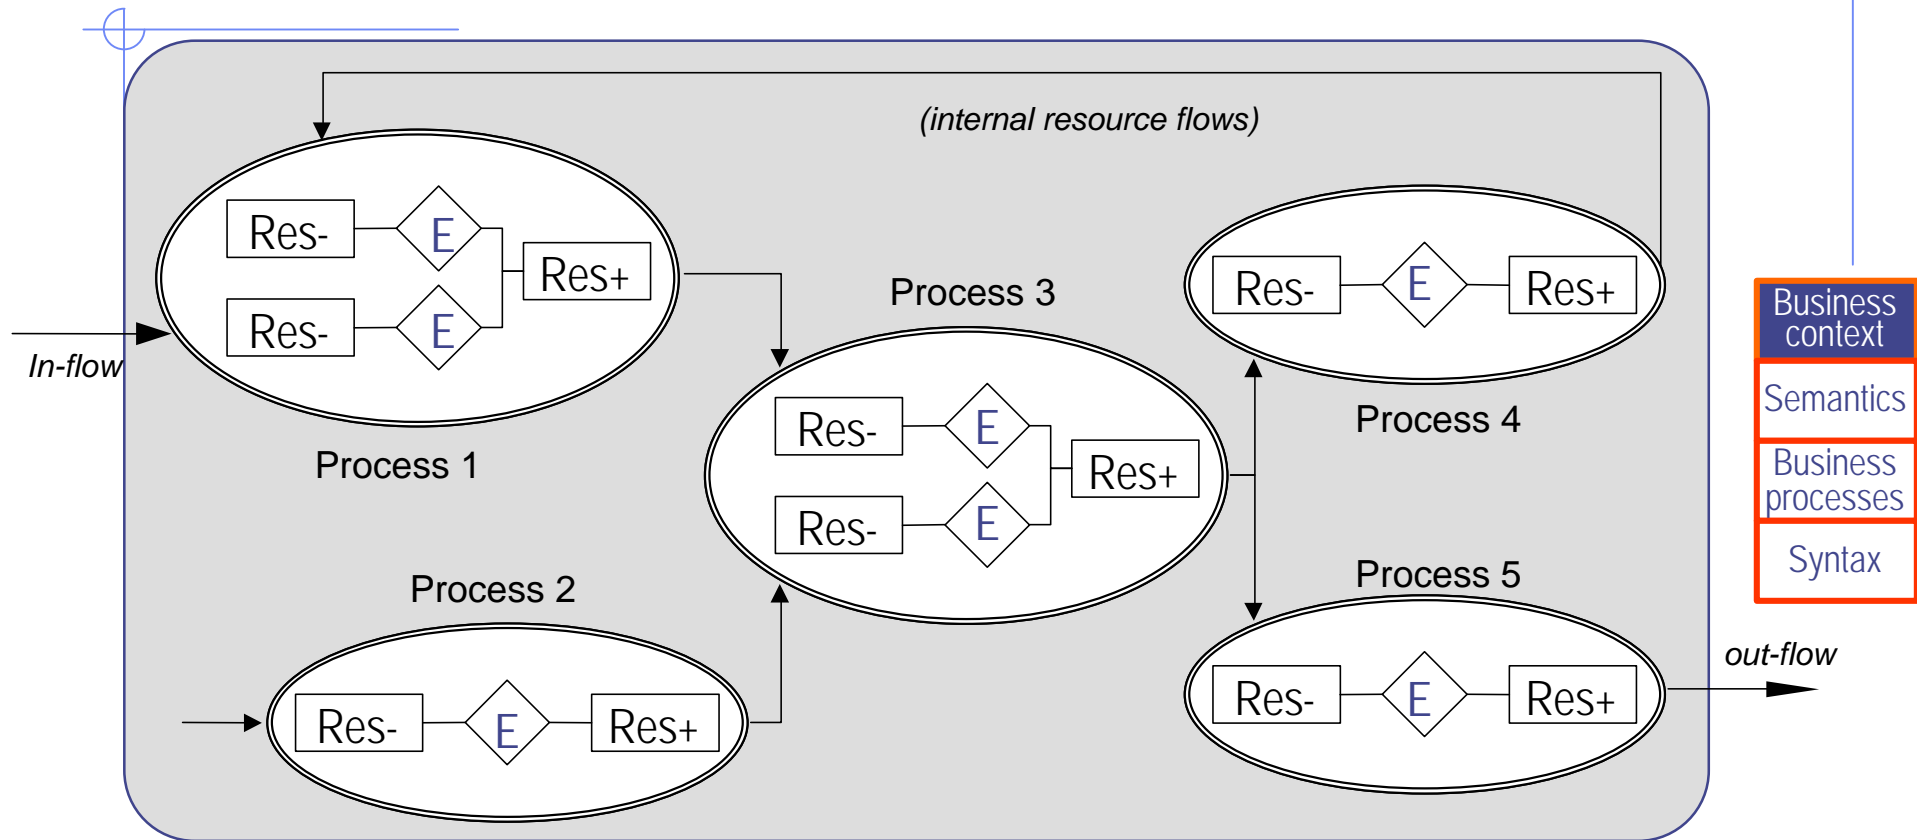 (internal resource flows)
Res-
E
Res+
Res-
E
In-flow
Process 1
Process 3
Res-
E
Res+
Res-
E
Res-
E
Res+
Process 4
Process 2
Res-
E
Res+
Process 5
Res-
E
Res+
out-flow
Business
context
Semantics
Business
processes
Syntax